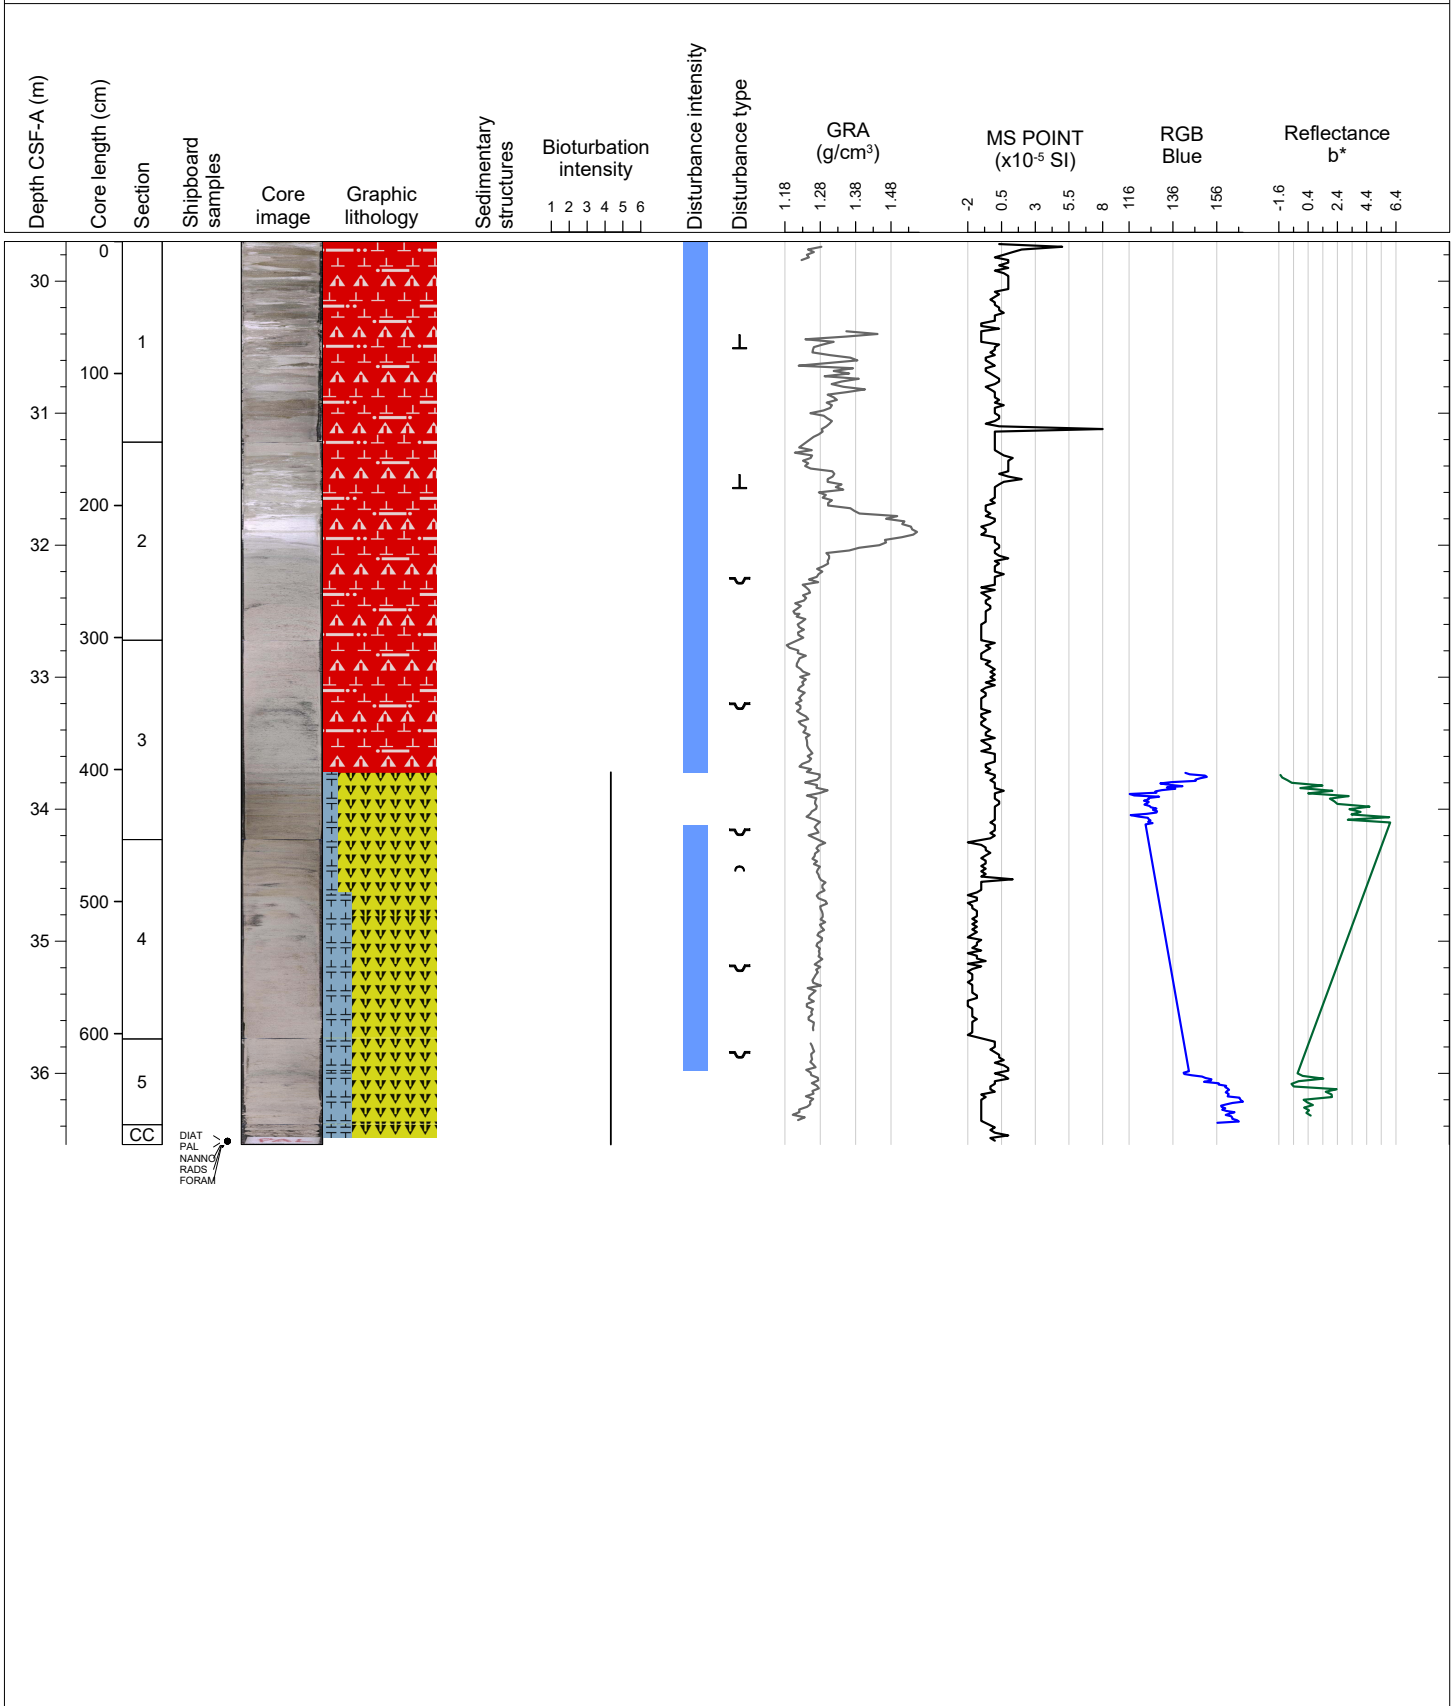 Depth CSF-A (m)
Core length (cm)
Section
Shipboard
samples
Core
image
Graphic
lithology
Sedimentary
structures
Bioturbation
intensity
1 2 3 4 5 6
Disturbance intensity
Disturbance type
GRA
(g/cm³)
1.18 1.28 1.38 1.48
MS POINT
(x10⁻⁵ SI)
-2 0.5 3 5.5 8
RGB
Blue
116 136 156
Reflectance
b*
-1.6 0.4 2.4 4.4 6.4
0
30
1
100
31
200
32
2
300
33
3
400
34
500
35
4
600
36
5
CC
DIAT
PAL
NANNO
RADS
FORAM